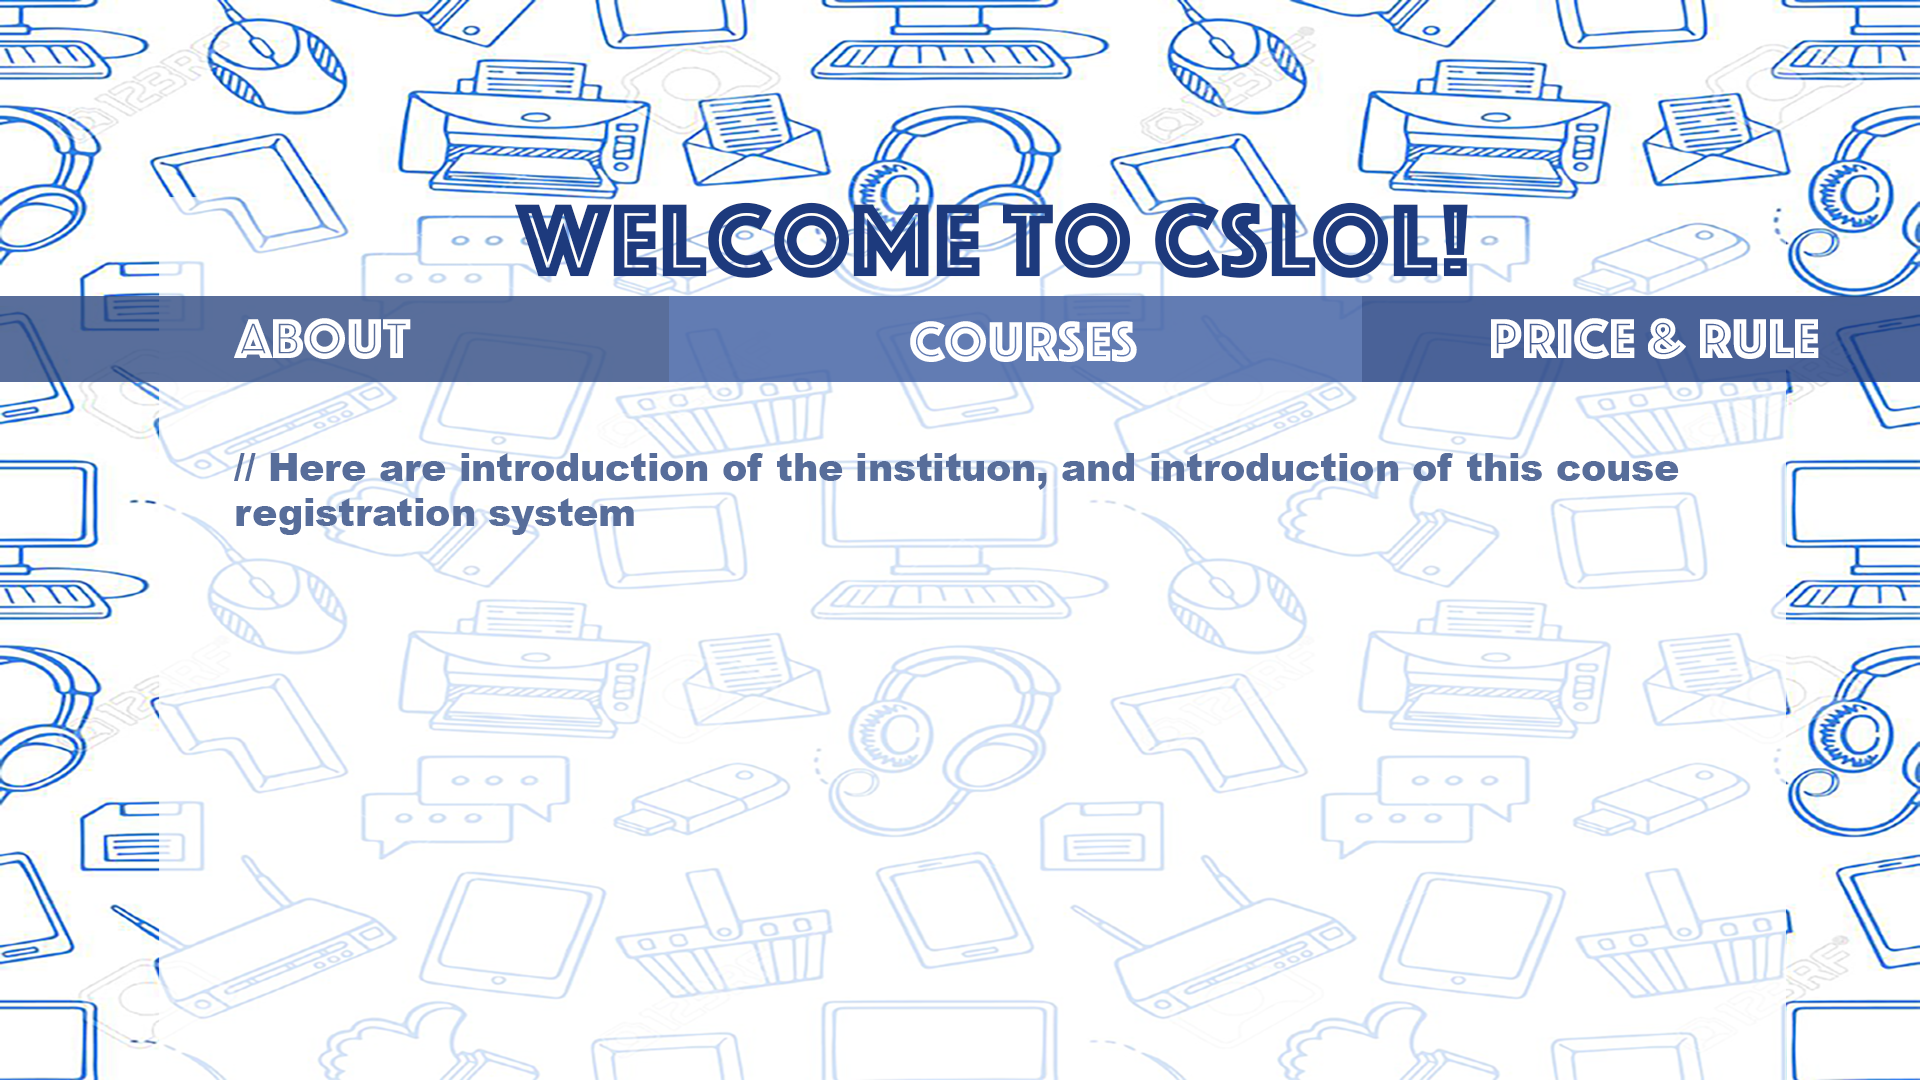 WELCOME TO CSLOL!
ABOUT
COURSES
PRICE & RULE
// Here are introduction of the instituon, and introduction of this couse
registration system